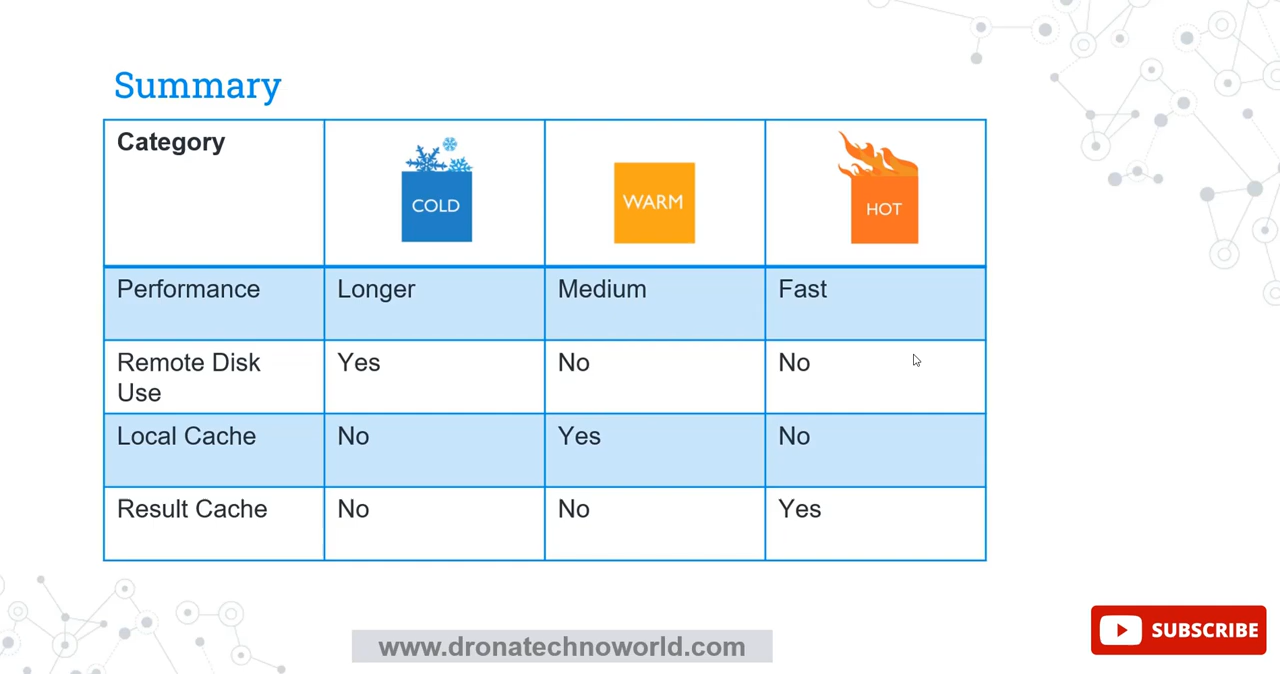 Summary
Category
COLD
WARM
HOT
Performance Longer Medium Fast
Remote Disk Use Yes No No
Local Cache No Yes No
Result Cache No No Yes
www.dronatechnoworld.com
SUBSCRIBE